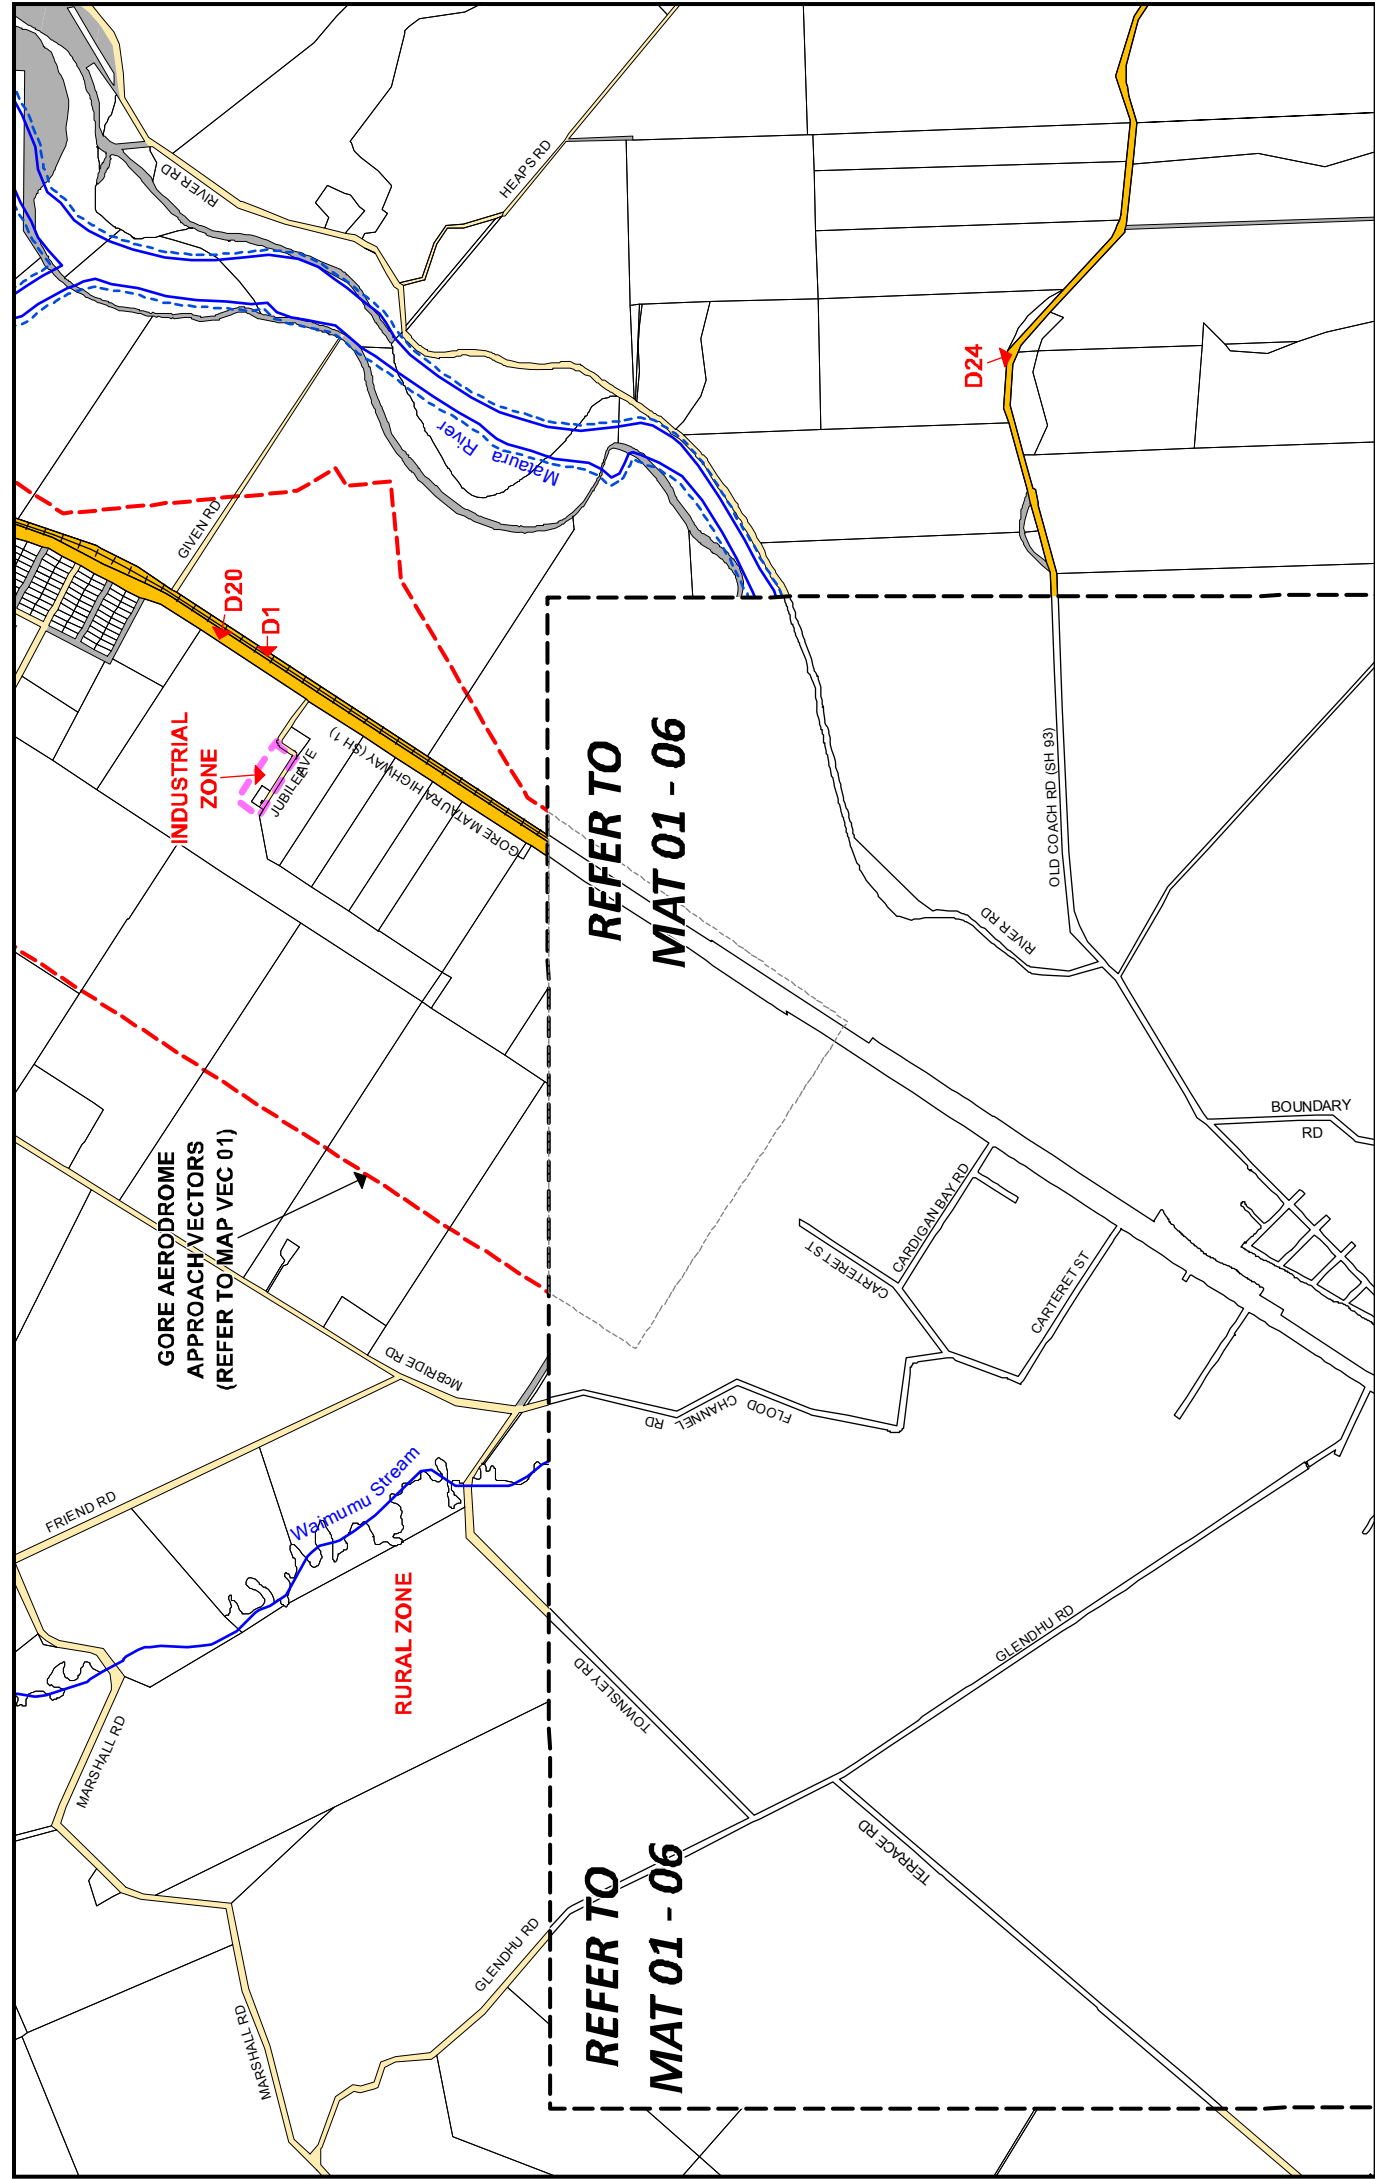 RIVER RD
HEAPS RD
Mataura River
GIVEN RD
D24
D20
D1
INDUSTRIAL
ZONE
JUBILEE AVE
GORE MATAURA HIGHWAY (SH 1)
REFER TO
MAT 01 - 06
OLD COACH RD (SH 93)
RIVER RD
BOUNDARY
RD
GORE AERODROME
APPROACH VECTORS
(REFER TO MAP VEC 01)
CARDIGAN BAY RD
CARTERET ST
CARTERET ST
McBRIDE RD
FLOOD CHANNEL RD
FRIEND RD
Waimumu Stream
RURAL ZONE
MARSHALL RD
TOWNSLEY RD
GLENDHU RD
TERRACE RD
GLENDHU RD
MARSHALL RD
REFER TO
MAT 01 - 06